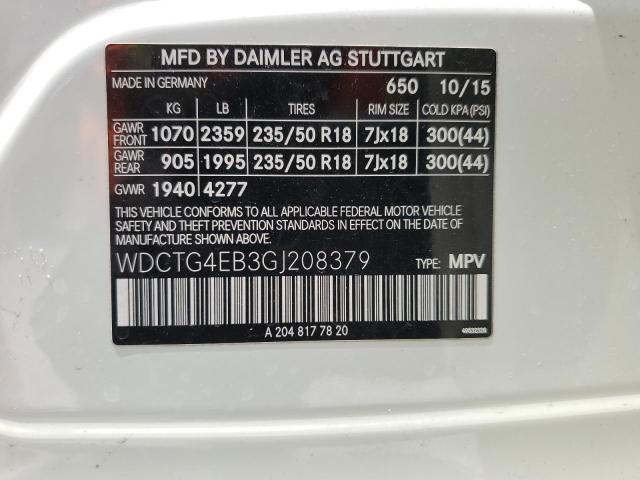 MFD BY DAIMLER AG STUTTGART
MADE IN GERMANY 650 10/15
KG LB TIRES RIM SIZE COLD KPA (PSI)
GAWR FRONT 1070 2359 235/50 R18 7Jx18 300(44)
GAWR REAR 905 1995 235/50 R18 7Jx18 300(44)
GVWR 1940 4277
THIS VEHICLE CONFORMS TO ALL APPLICABLE FEDERAL MOTOR VEHICLE
SAFETY AND THEFT PREVENTION STANDARDS IN EFFECT ON THE DATE OF
MANUFACTURE SHOWN ABOVE
WDCTG4EB3GJ208379 TYPE: MPV
A 204 817 78 20